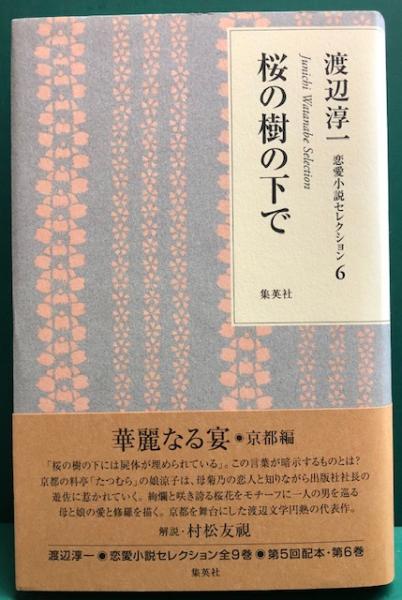 渡辺淳一
恋愛小説セレクション 6
Junichi Watanabe Selection
桜の樹の下で
集英社
華麗なる宴●京都編
「桜の樹の下には屍体が埋められている」。この言葉が暗示するものとは?
京都の料亭「たつむら」の娘涼子は、母菊乃の恋人と知りながら出版社社長の
遊佐に惹かれていく。絢爛と咲き誇る桜花をモチーフに一人の男を巡る
母と娘の愛と修羅を描く。京都を舞台にした渡辺文学円熟の代表作。
解説・村松友視
渡辺淳一●恋愛小説セレクション全9巻●第5回配本・第6巻
集英社